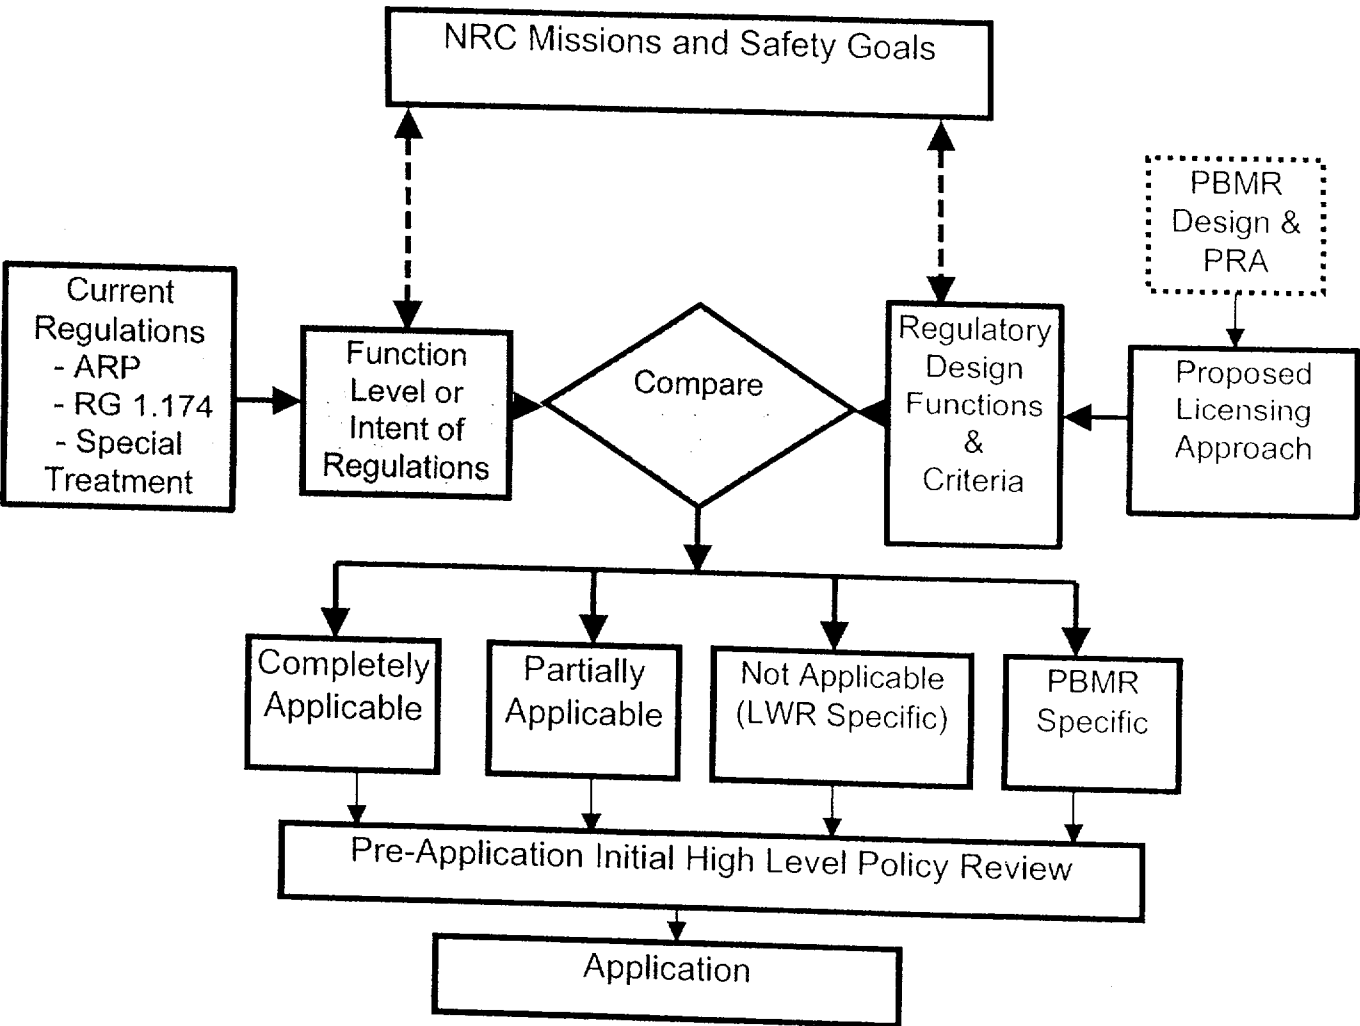 NRC Missions and Safety Goals
PBMR
Design &
PRA
Current
Regulations
- ARP
- RG 1.174
- Special
Treatment
Function
Level or
Intent of
Regulations
Compare
Regulatory
Design
Functions
&
Criteria
Proposed
Licensing
Approach
Completely
Applicable
Partially
Applicable
Not Applicable
(LWR Specific)
PBMR
Specific
Pre-Application Initial High Level Policy Review
Application